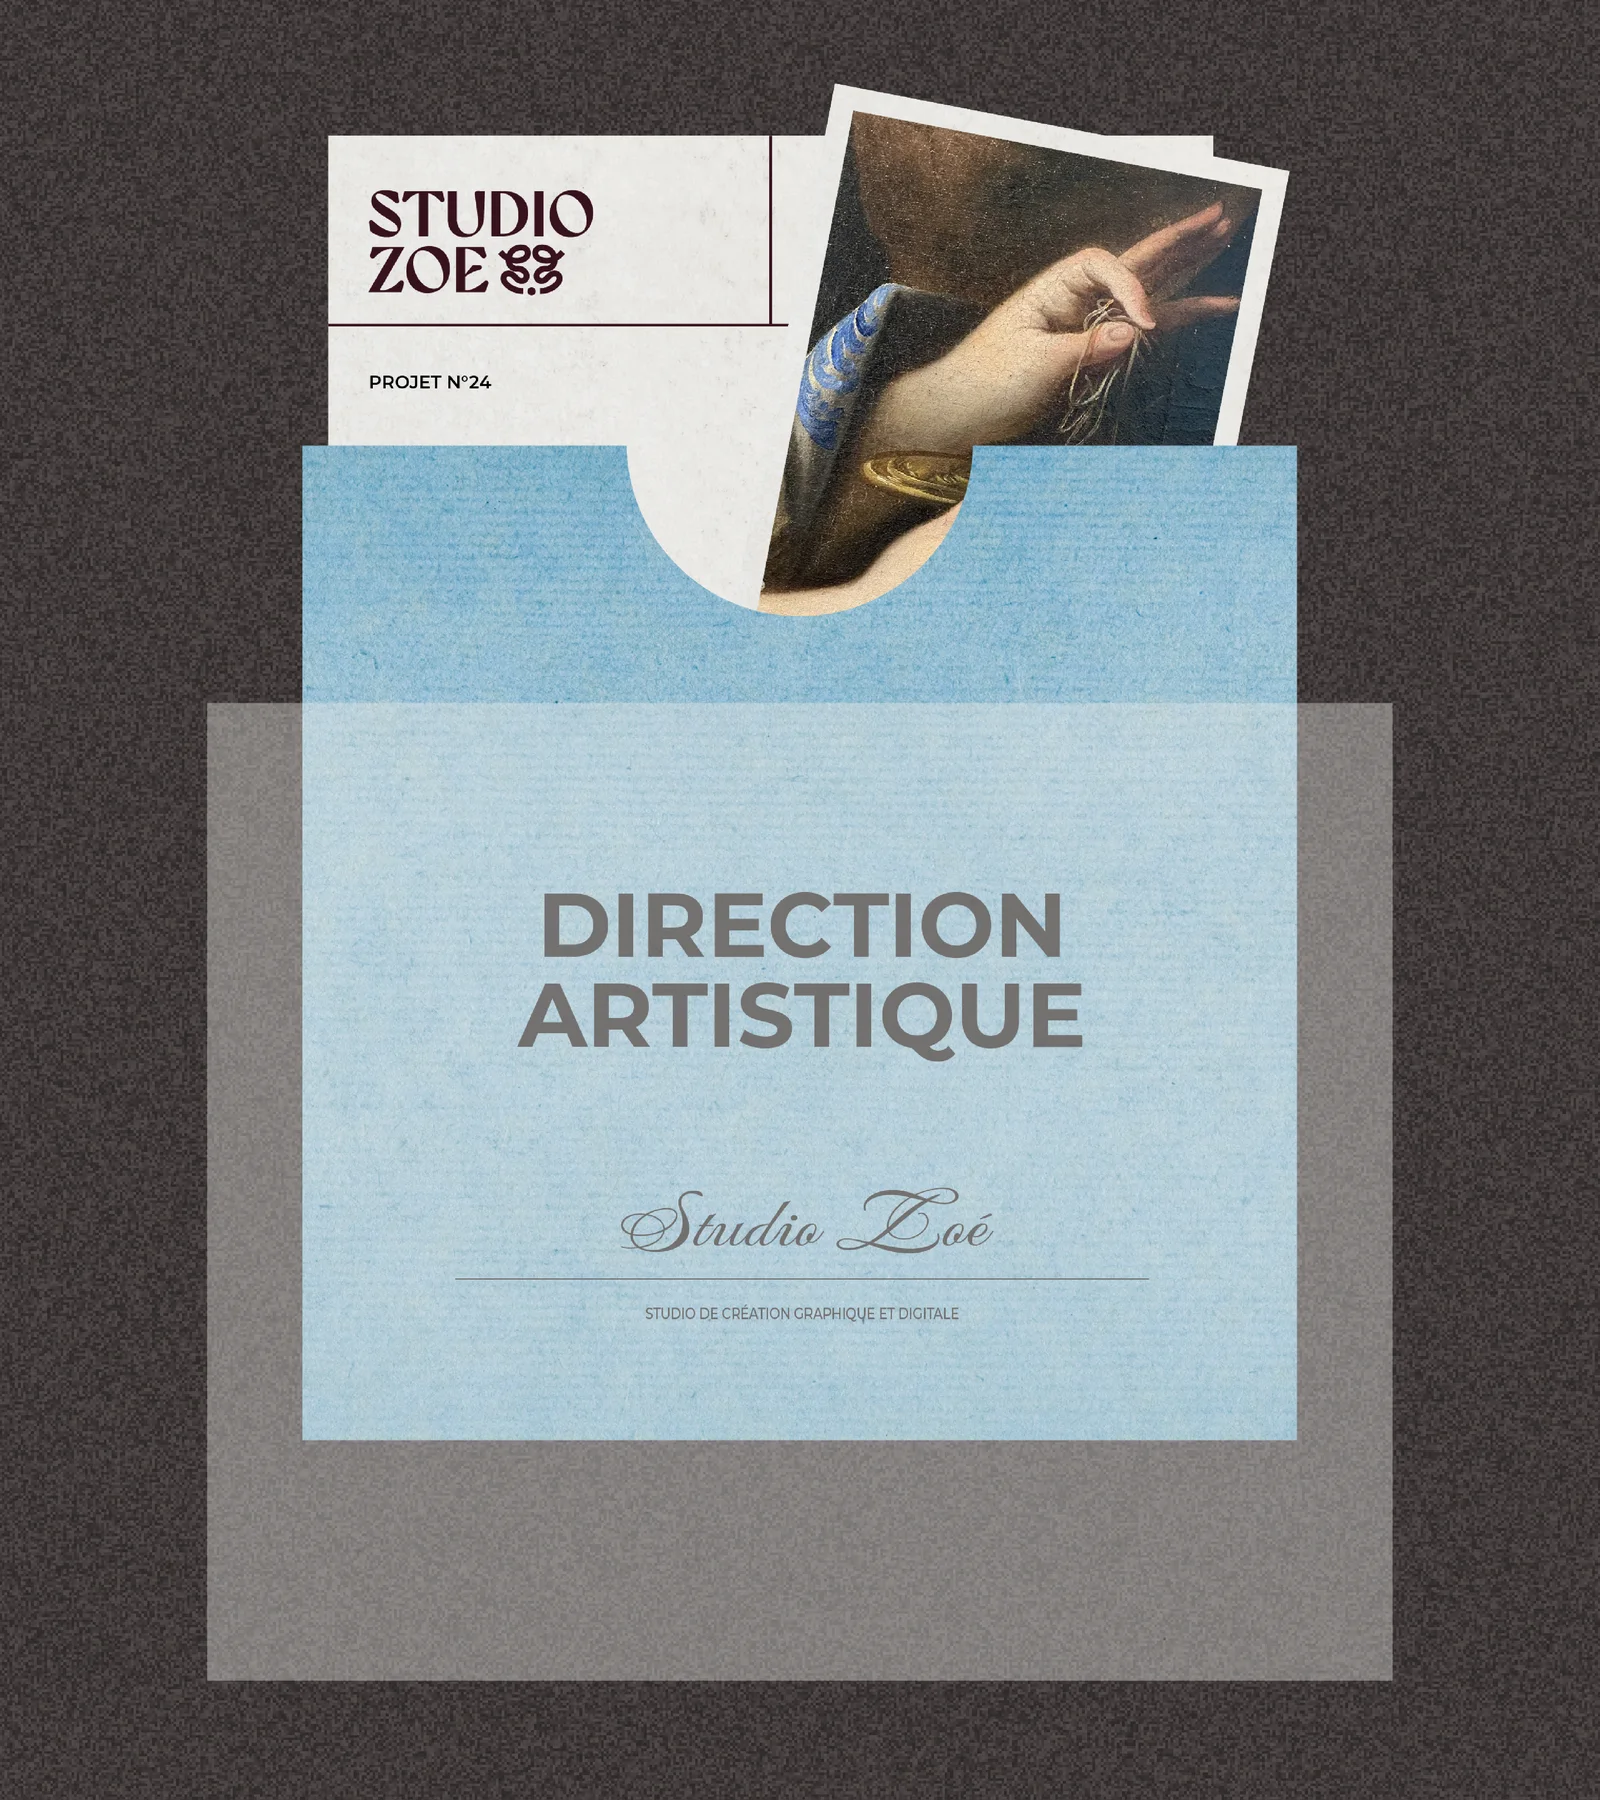 STUDIO
ZOE
PROJET N°24
DIRECTION
ARTISTIQUE
Studio Zoé
STUDIO DE CRÉATION GRAPHIQUE ET DIGITALE